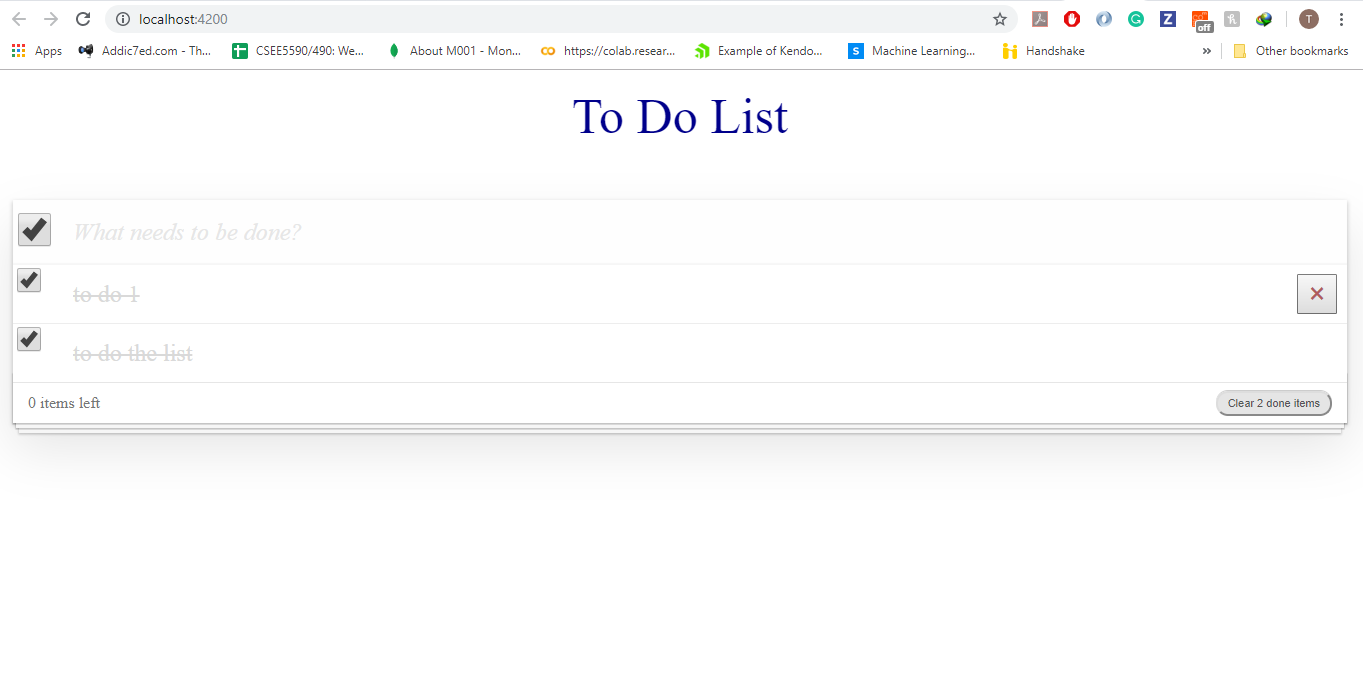 localhost:4200
off
T
Apps
Addic7ed.com - Th...
CSEE5590/490: We...
About M001 - Mon...
https://colab.resear...
Example of Kendo...
S
Machine Learning...
Handshake
»
Other bookmarks
To Do List
What needs to be done?
to do 1
×
to do the list
0 items left
Clear 2 done items